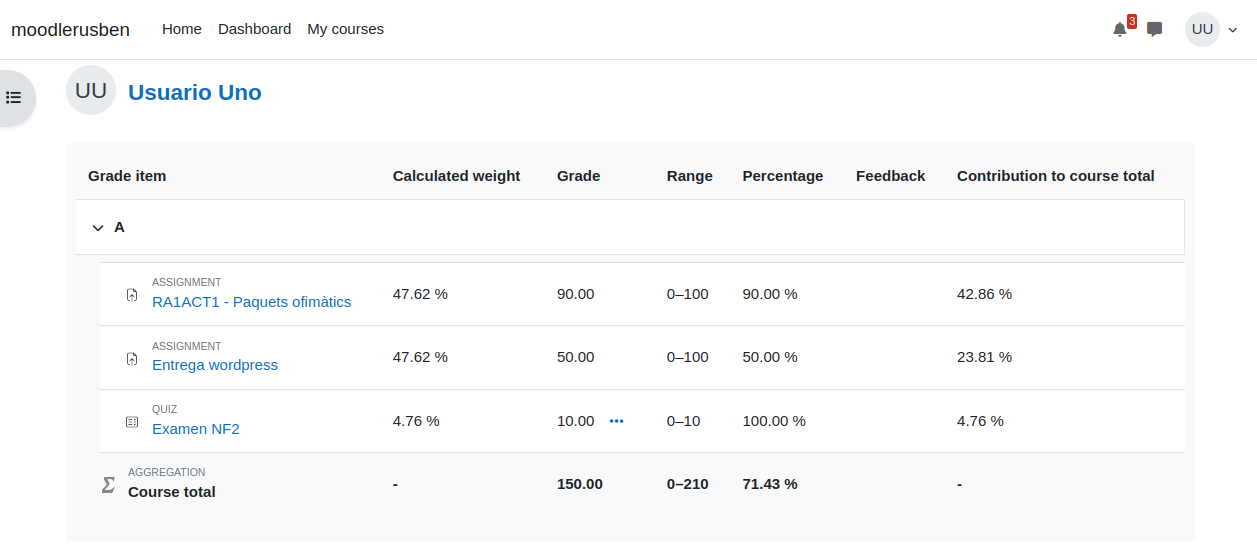 moodlerusben Home Dashboard My courses 3 UU
UU Usuario Uno
Grade item Calculated weight Grade Range Percentage Feedback Contribution to course total
A
ASSIGNMENT
RA1ACT1 - Paquets ofimàtics 47.62 % 90.00 0–100 90.00 % 42.86 %
ASSIGNMENT
Entrega wordpress 47.62 % 50.00 0–100 50.00 % 23.81 %
QUIZ
Examen NF2 4.76 % 10.00 0–10 100.00 % 4.76 %
AGGREGATION
Course total - 150.00 0–210 71.43 % -